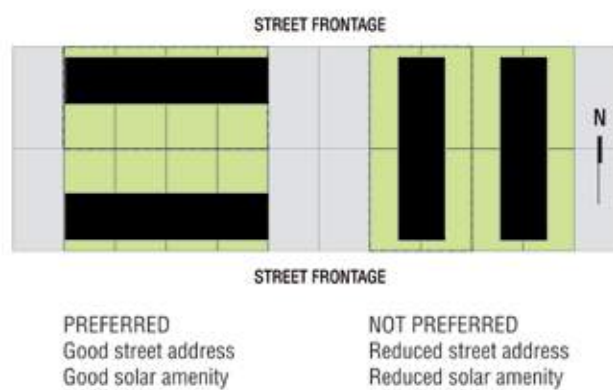 STREET FRONTAGE
N
STREET FRONTAGE
PREFERRED
Good street address
Good solar amenity
NOT PREFERRED
Reduced street address
Reduced solar amenity